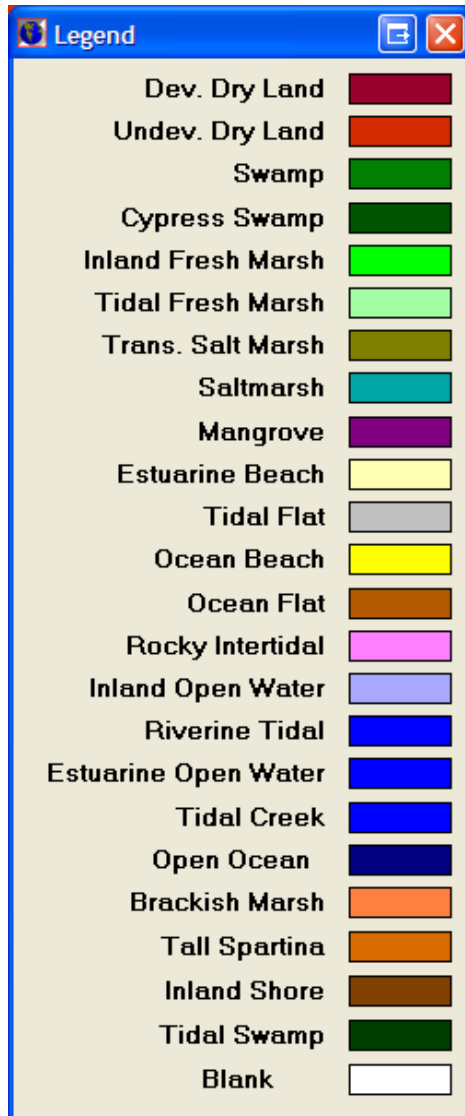 Legend
Dev. Dry Land
Undev. Dry Land
Swamp
Cypress Swamp
Inland Fresh Marsh
Tidal Fresh Marsh
Trans. Salt Marsh
Saltmarsh
Mangrove
Estuarine Beach
Tidal Flat
Ocean Beach
Ocean Flat
Rocky Intertidal
Inland Open Water
Riverine Tidal
Estuarine Open Water
Tidal Creek
Open Ocean
Brackish Marsh
Tall Spartina
Inland Shore
Tidal Swamp
Blank